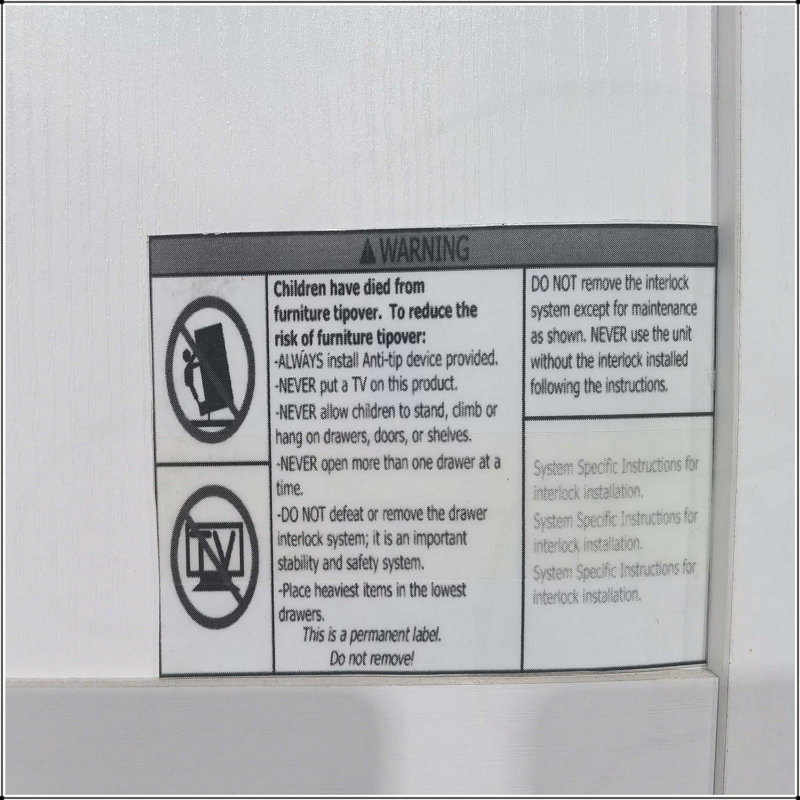 WARNING
Children have died from
furniture tipover. To reduce the
risk of furniture tipover:
-ALWAYS install Anti-tip device provided.
-NEVER put a TV on this product.
-NEVER allow children to stand, climb or
hang on drawers, doors, or shelves.
-NEVER open more than one drawer at a
time.
-DO NOT defeat or remove the drawer
interlock system; it is an important
stability and safety system.
-Place heaviest items in the lowest
drawers.
This is a permanent label.
Do not remove!
TV
DO NOT remove the interlock
system except for maintenance
as shown. NEVER use the unit
without the interlock installed
following the instructions.
System Specific Instructions for
interlock installation.
System Specific Instructions for
interlock installation.
System Specific Instructions for
interlock installation.